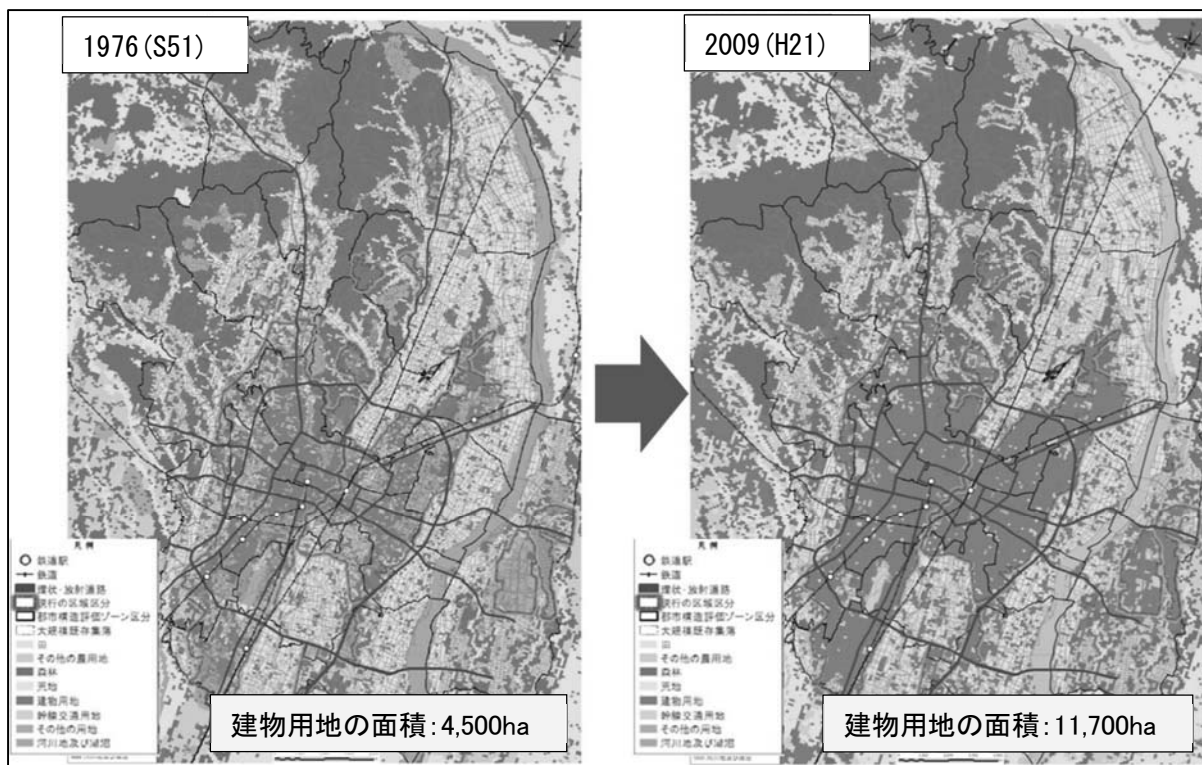 1976(S51)
鉄道駅
鉄道
環状・放射道路
現行の区域区分
都市構造評価ゾーン区分
大規模既存集落
田
その他の農用地
森林
荒地
建物用地
幹線交通用地
その他の用地
河川地及び湖沼
建物用地の面積:4,500ha
2009(H21)
凡例
鉄道駅
鉄道
環状・放射道路
現行の区域区分
都市構造評価ゾーン区分
大規模既存集落
田
その他の農用地
森林
荒地
建物用地
幹線交通用地
その他の用地
河川地及び湖沼
建物用地の面積:11,700ha